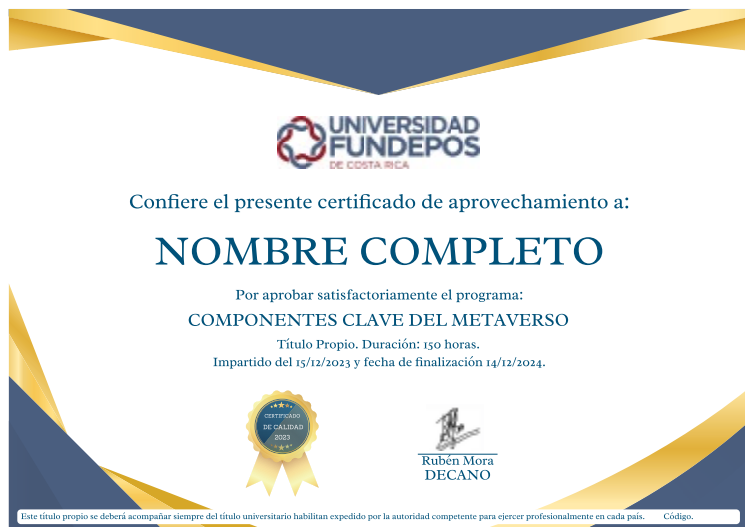 UNIVERSIDAD
FUNDEPOS
DE COSTA RICA
Confiere el presente certificado de aprovechamiento a:
NOMBRE COMPLETO
Por aprobar satisfactoriamente el programa:
COMPONENTES CLAVE DEL METAVERSO
Título Propio. Duración: 150 horas.
Impartido del 15/12/2023 y fecha de finalización 14/12/2024.
CERTIFICADO
DE CALIDAD
2023
Rubén Mora
DECANO
Este título propio se deberá acompañar siempre del título universitario habilitan expedido por la autoridad competente para ejercer profesionalmente en cada país. Código.